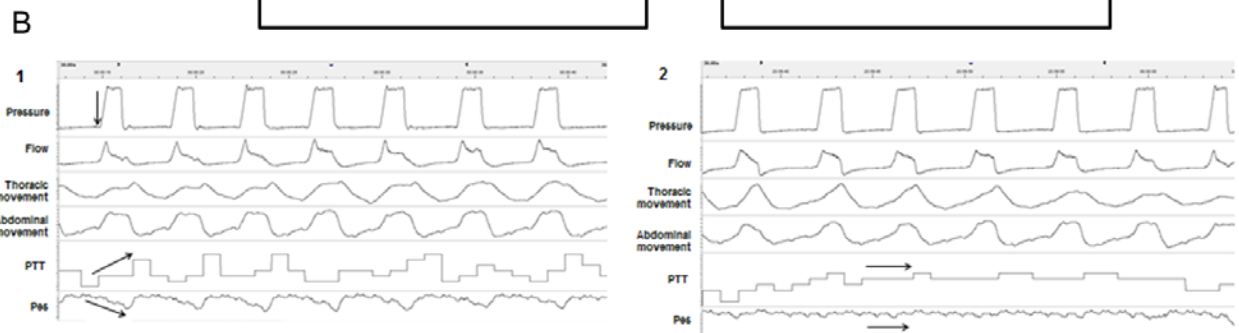 B
1
Pressure
Flow
Thoracic
movement
Abdominal
movement
PTT
Pes
2
Pressure
Flow
Thoracic
movement
Abdominal
movement
PTT
Pes